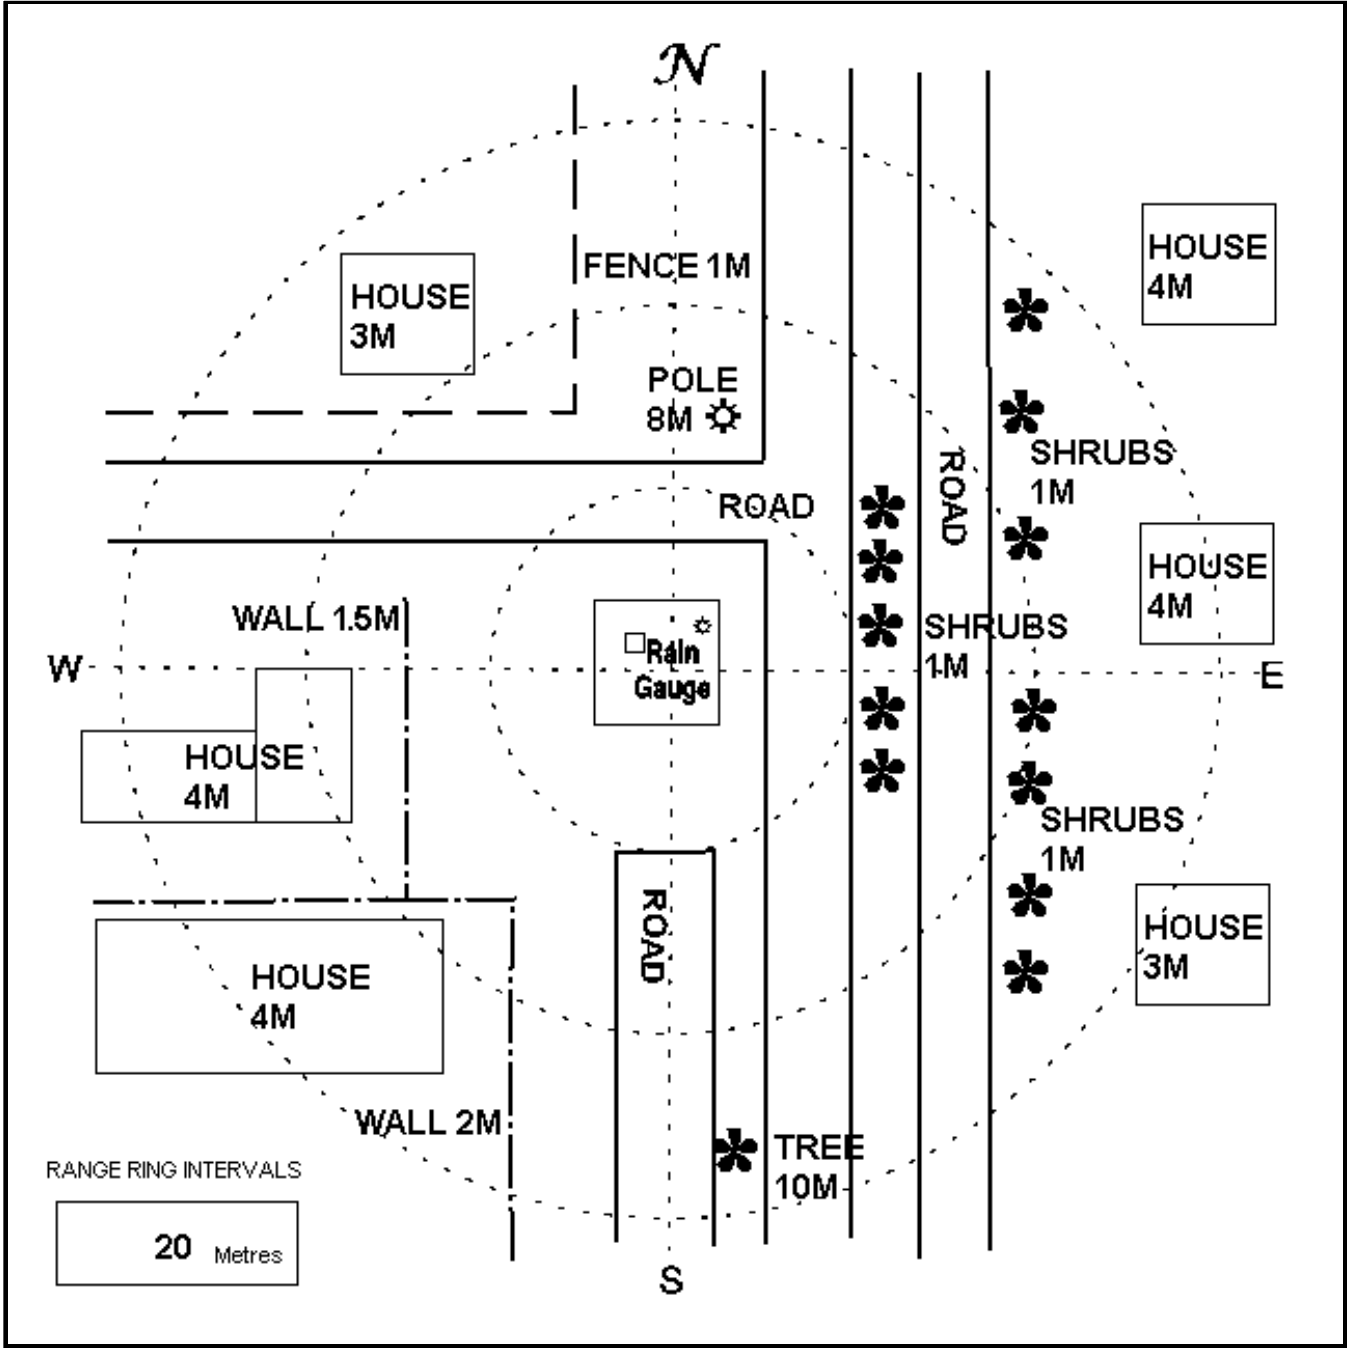 N
FENCE 1M
HOUSE
4M
HOUSE
3M
POLE
8M
SHRUBS
1M
ROAD
ROAD
HOUSE
4M
WALL 1.5M
SHRUBS
1M
Rain
Gauge
W
E
HOUSE
4M
SHRUBS
1M
ROAD
HOUSE
3M
HOUSE
4M
WALL 2M
TREE
10M
RANGE RING INTERVALS
20 Metres
S